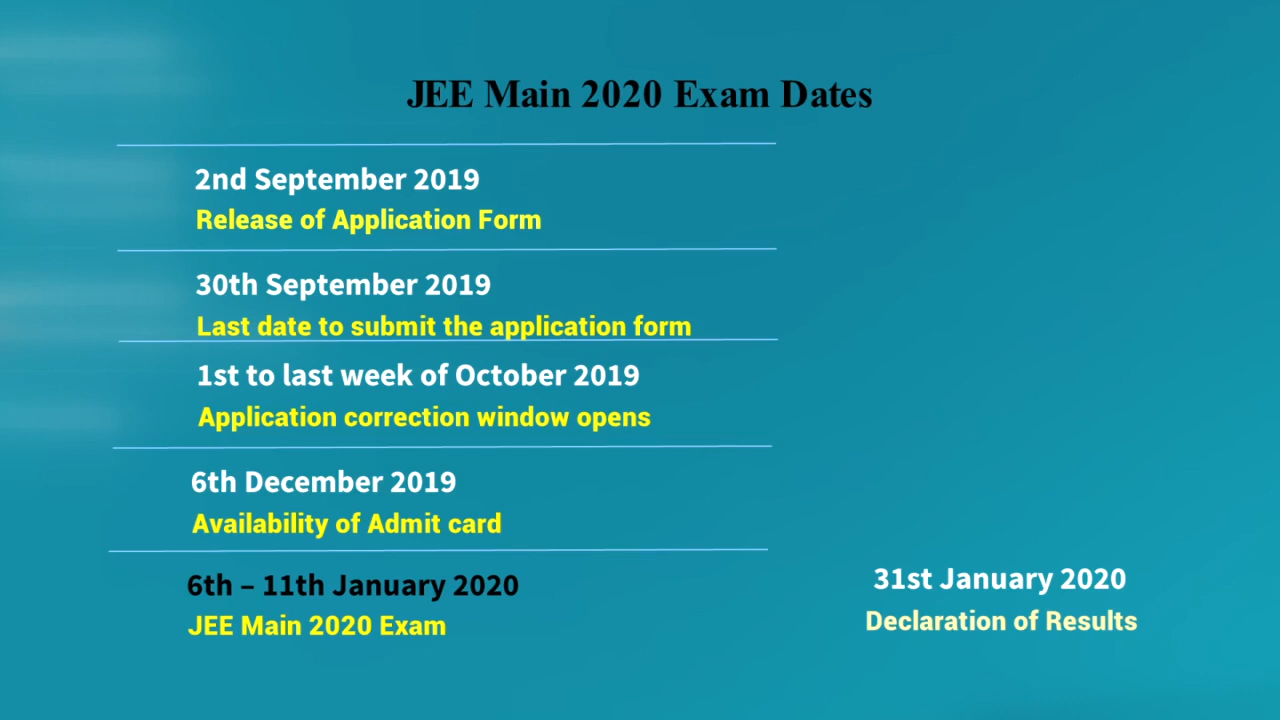 JEE Main 2020 Exam Dates
2nd September 2019
Release of Application Form
30th September 2019
Last date to submit the application form
1st to last week of October 2019
Application correction window opens
6th December 2019
Availability of Admit card
6th – 11th January 2020
JEE Main 2020 Exam
31st January 2020
Declaration of Results